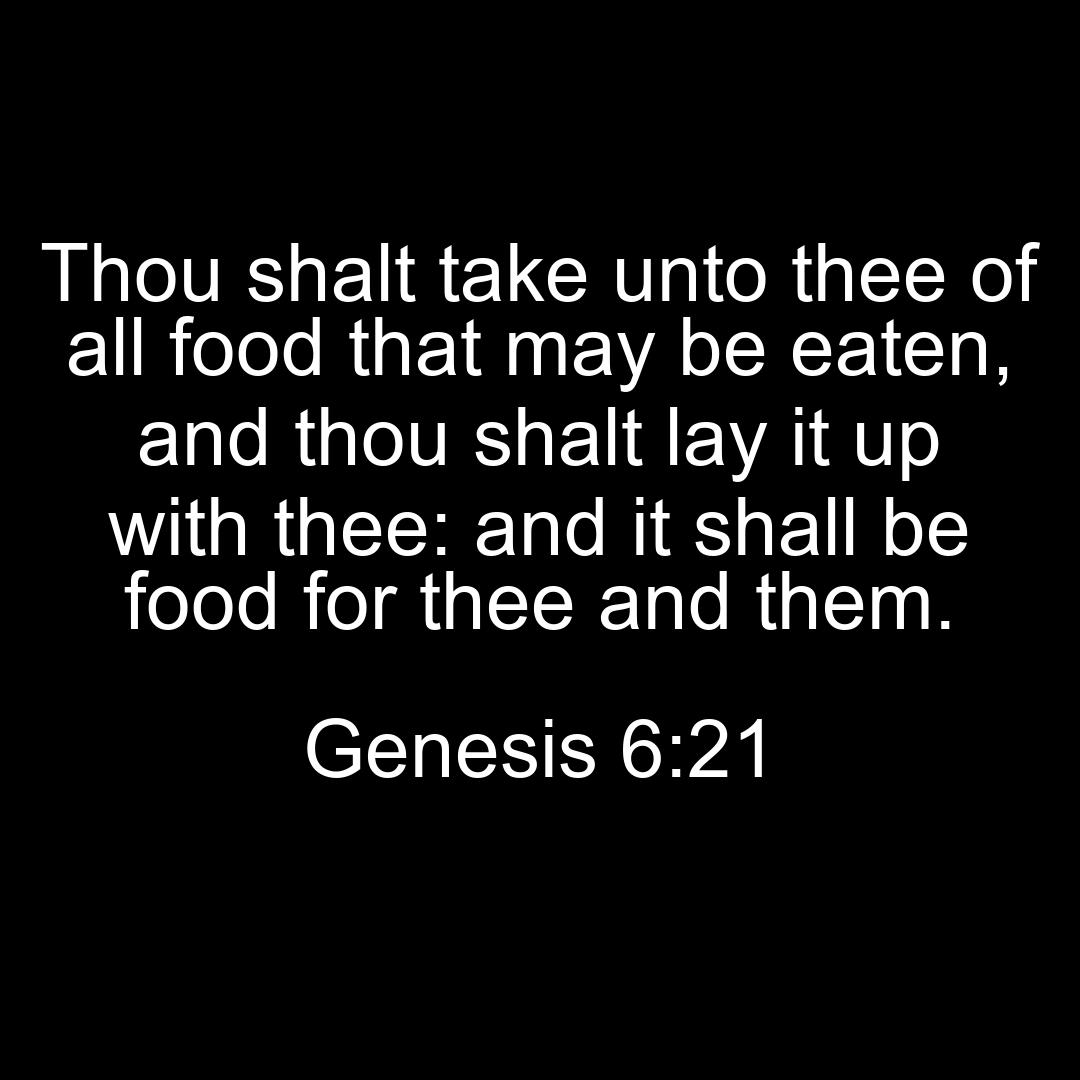 Thou shalt take unto thee of
all food that may be eaten,
and thou shalt lay it up
with thee: and it shall be
food for thee and them.
Genesis 6:21